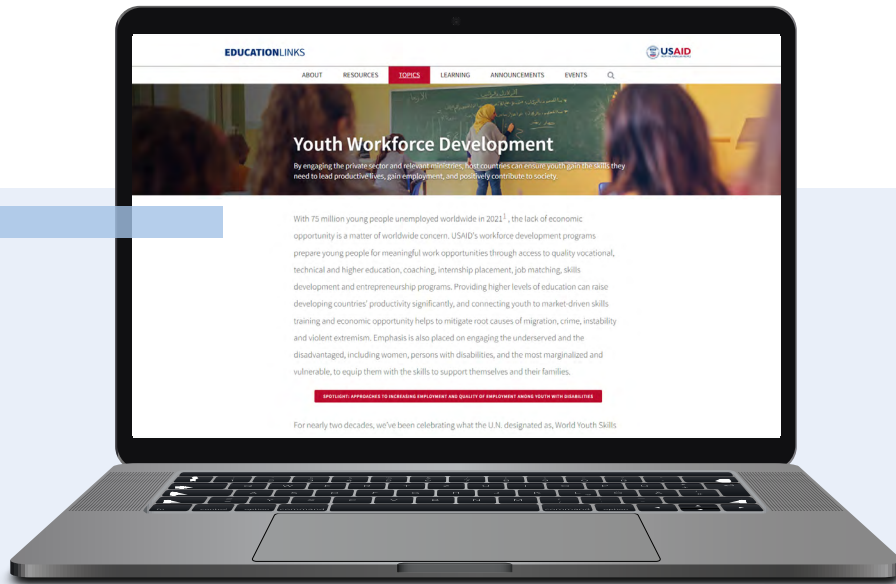 EDUCATIONLINKS
USAID
ABOUT RESOURCES TOPICS LEARNING ANNOUNCEMENTS EVENTS
Youth Workforce Development
By engaging the private sector and relevant ministries, host countries can ensure youth gain the skills they
need to lead productive lives, gain employment, and positively contribute to society.
With 75 million young people unemployed worldwide in 2021¹ , the lack of economic
opportunity is a matter of worldwide concern. USAID's workforce development programs
prepare young people for meaningful work opportunities through access to quality vocational,
technical and higher education, coaching, internship placement, job matching, skills
development and entrepreneurship programs. Providing higher levels of education can raise
developing countries' productivity significantly, and connecting youth to market-driven skills
training and economic opportunity helps to mitigate root causes of migration, crime, instability
and violent extremism. Emphasis is also placed on engaging the underserved and the
disadvantaged, including women, persons with disabilities, and the most marginalized and
vulnerable, to equip them with the skills to support themselves and their families.
SPOTLIGHT: APPROACHES TO INCREASING EMPLOYMENT AND QUALITY OF EMPLOYMENT AMONG YOUTH WITH DISABILITIES
For nearly two decades, we've been celebrating what the U.N. designated as, World Youth Skills